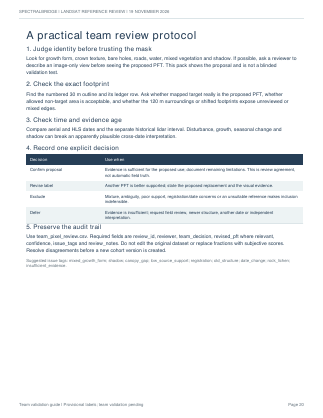 SPECTRALBRIDGE / LANDSAT REFERENCE REVIEW / 19 NOVEMBER 2025
A practical team review protocol
1. Judge identity before trusting the mask
Look for growth form, crown texture, bare holes, roads, water, mixed vegetation and shadow. If possible, ask a reviewer to
describe an image-only view before seeing the proposed PFT. This pack shows the proposal and is not a blinded
validation test.
2. Check the exact footprint
Find the numbered 30 m outline and its ledger row. Ask whether mapped target really is the proposed PFT, whether
allowed non-target area is acceptable, and whether the 120 m surroundings or shifted footprints expose unreviewed or
mixed edges.
3. Check time and evidence age
Compare aerial and HLS dates and the separate historical lidar interval. Disturbance, growth, seasonal change and
shadow can break an apparently plausible cross-date interpretation.
4. Record one explicit decision
Decision Use when
Confirm proposal Evidence is sufficient for the proposed use; document remaining limitations. This is review agreement,
not automatic field truth.
Revise label Another PFT is better supported; state the proposed replacement and the visual evidence.
Exclude Mixture, ambiguity, poor support, registration/date concerns or an unsuitable reference makes inclusion
indefensible.
Defer Evidence is insufficient; request field review, newer structure, another date or independent
interpretation.
5. Preserve the audit trail
Use team_pixel_review.csv. Required fields are review_id, reviewer, team_decision, revised_pft where relevant,
confidence, issue_tags and review_notes. Do not edit the original dataset or replace fractions with subjective scores.
Resolve disagreements before a new cohort version is created.
Suggested issue tags: mixed_growth_form; shadow; canopy_gap; low_source_support; registration; old_structure; date_change;
insufficient_evidence.
Team validation guide / Provisional labels, team validation pending Page 20